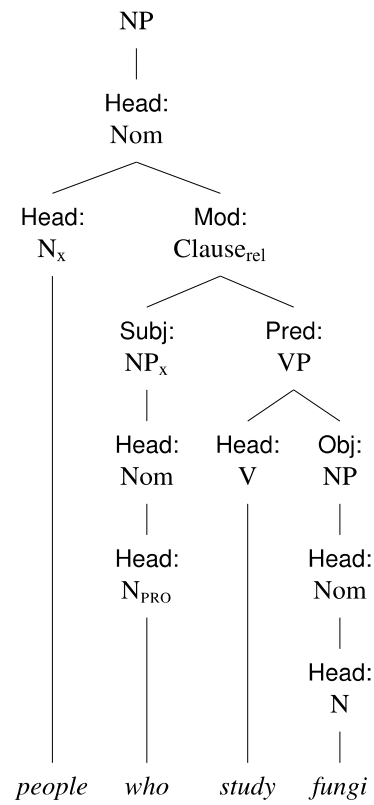 NP
Head:
Nom
Head: Mod:
Nx Clauserel
Subj: Pred:
NPx VP
Head: Head: Obj:
Nom V NP
Head: Head:
NPRO Nom
Head:
N
people who study fungi